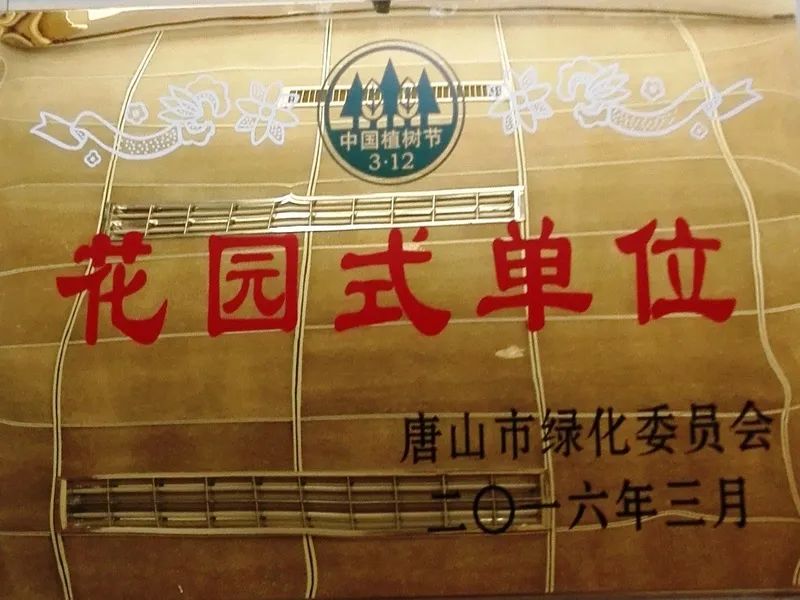 中国植树节
3·12
花园式单位
唐山市绿化委员会
二〇一六年三月